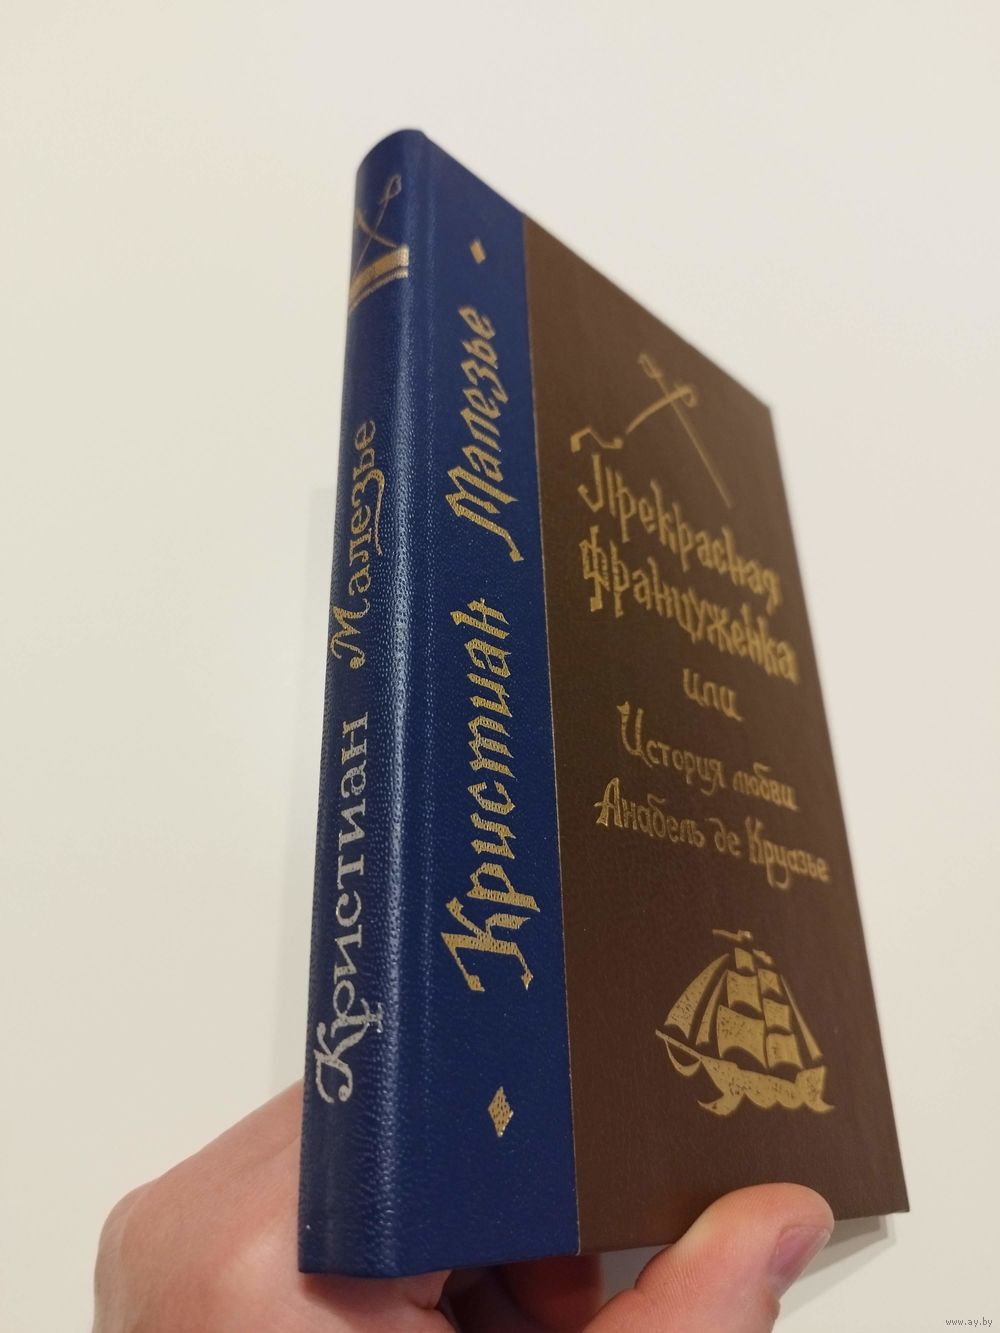 Кристиан Малезье
Кристиан Малезье
Прекрасная
Француженка
или
История любви
Анабель де Круазье
www.ay.by